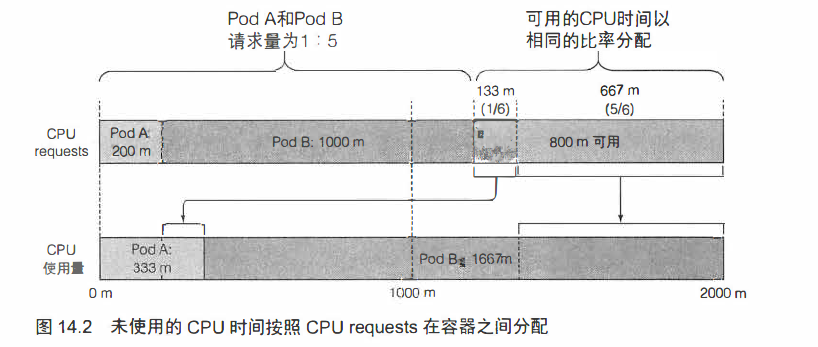 Pod A和Pod B
请求量为1：5
可用的CPU时间以
相同的比率分配
133 m
(1/6)
667 m
(5/6)
CPU
requests
Pod A:
200 m
Pod B: 1000 m
800 m 可用
CPU
使用量
Pod A:
333 m
Pod B: 1667m
0 m
1000 m
2000 m
图 14.2 未使用的 CPU 时间按照 CPU requests 在容器之间分配